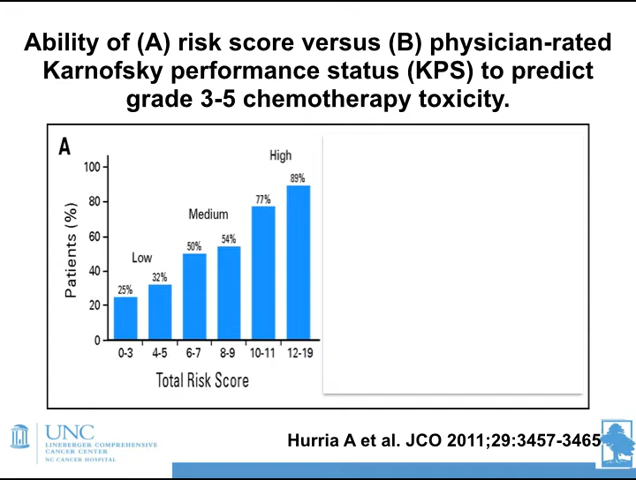 Ability of (A) risk score versus (B) physician-rated
Karnofsky performance status (KPS) to predict
grade 3-5 chemotherapy toxicity.
A
Patients (%)
100
80
60
40
20
0
Low
Medium
High
25%
32%
50%
54%
77%
89%
0-3 4-5 6-7 8-9 10-11 12-19
Total Risk Score
Hurria A et al. JCO 2011;29:3457-3465
UNC
LINEBERGER COMPREHENSIVE
CANCER CENTER
NC CANCER HOSPITAL